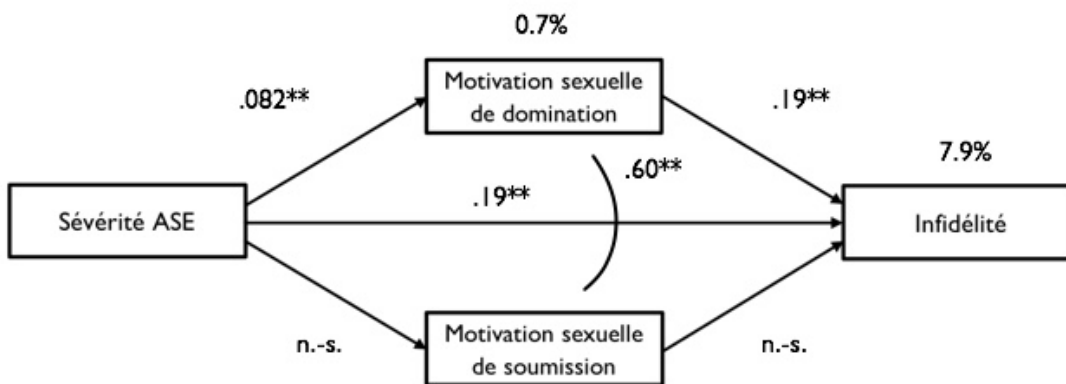 0.7%
Motivation sexuelle
de domination
.082**
.19**
7.9%
.60**
.19**
Sévérité ASE
Infidélité
Motivation sexuelle
de soumission
n.-s.
n.-s.